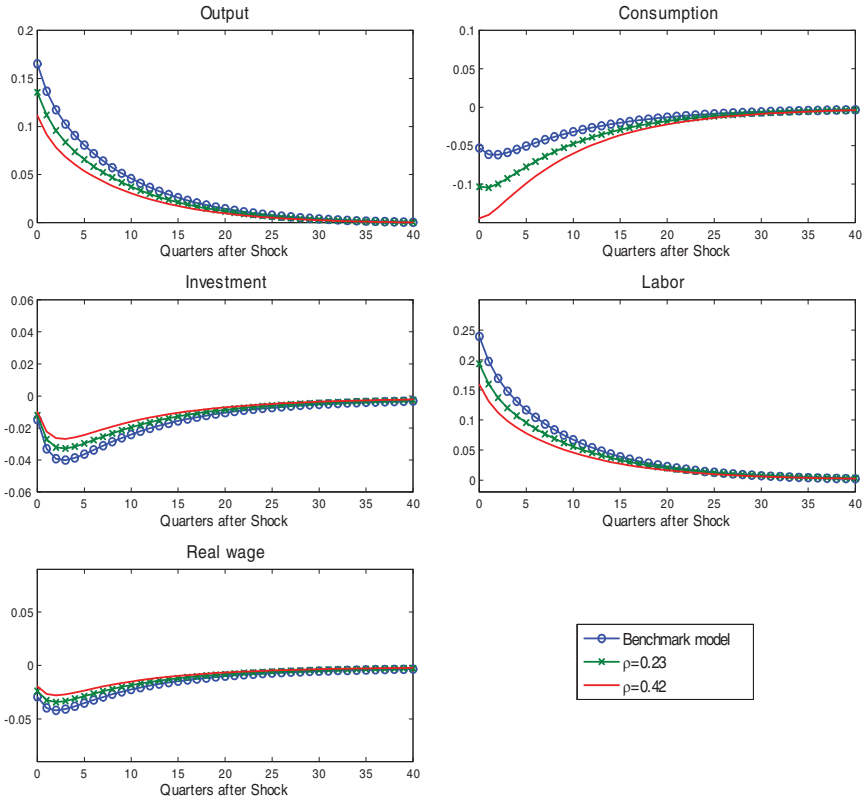 Output
0.2
0.15
0.1
0.05
0
0 5 10 15 20 25 30 35 40
Quarters after Shock
Consumption
0.1
0.05
0
-0.05
-0.1
0 5 10 15 20 25 30 35 40
Quarters after Shock
Investment
0.06
0.04
0.02
0
-0.02
-0.04
-0.06
0 5 10 15 20 25 30 35 40
Quarters after Shock
Labor
0.25
0.2
0.15
0.1
0.05
0
0 5 10 15 20 25 30 35 40
Quarters after Shock
Real wage
0.05
0
-0.05
0 5 10 15 20 25 30 35 40
Quarters after Shock
Benchmark model
ρ=0.23
ρ=0.42